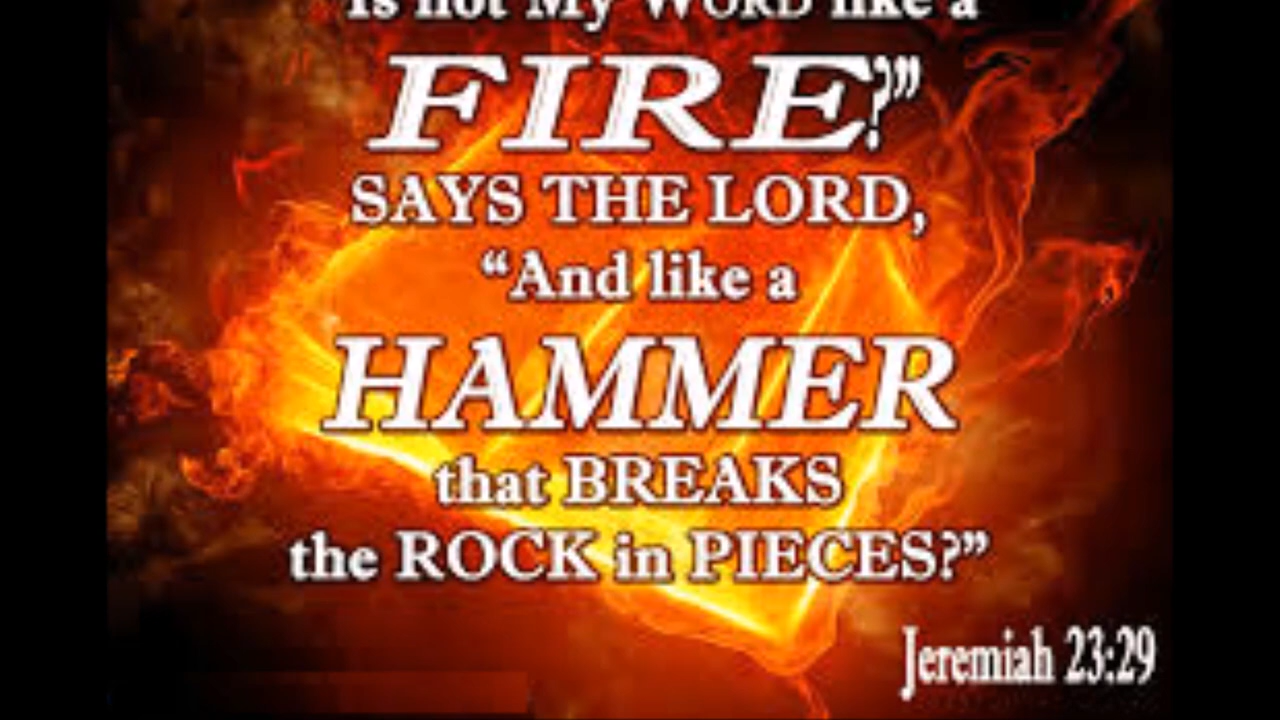 Is not My WORD like a
FIRE?”
SAYS THE LORD,
“And like a
HAMMER
that BREAKS
the ROCK in PIECES?”
Jeremiah 23:29